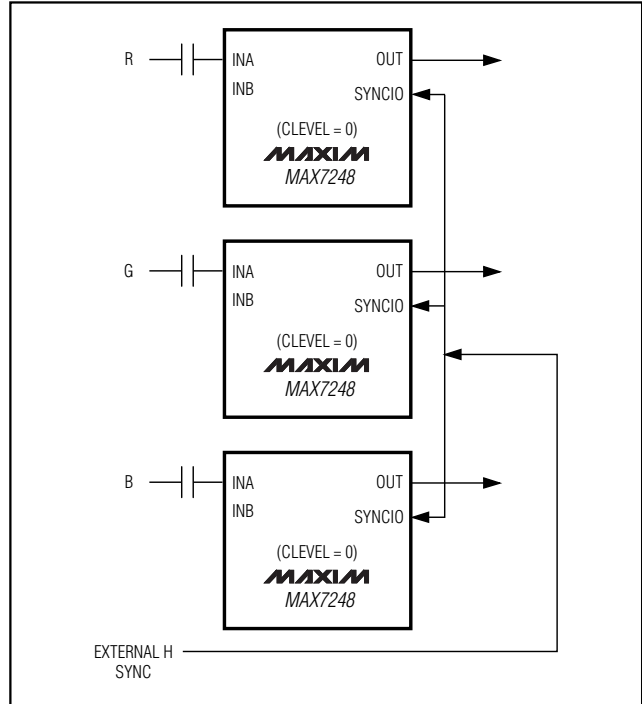 R
INA
OUT
INB
SYNCIO
(CLEVEL = 0)
MAXIM
MAX7248
G
INA
OUT
INB
SYNCIO
(CLEVEL = 0)
MAXIM
MAX7248
B
INA
OUT
INB
SYNCIO
(CLEVEL = 0)
MAXIM
MAX7248
EXTERNAL H
SYNC